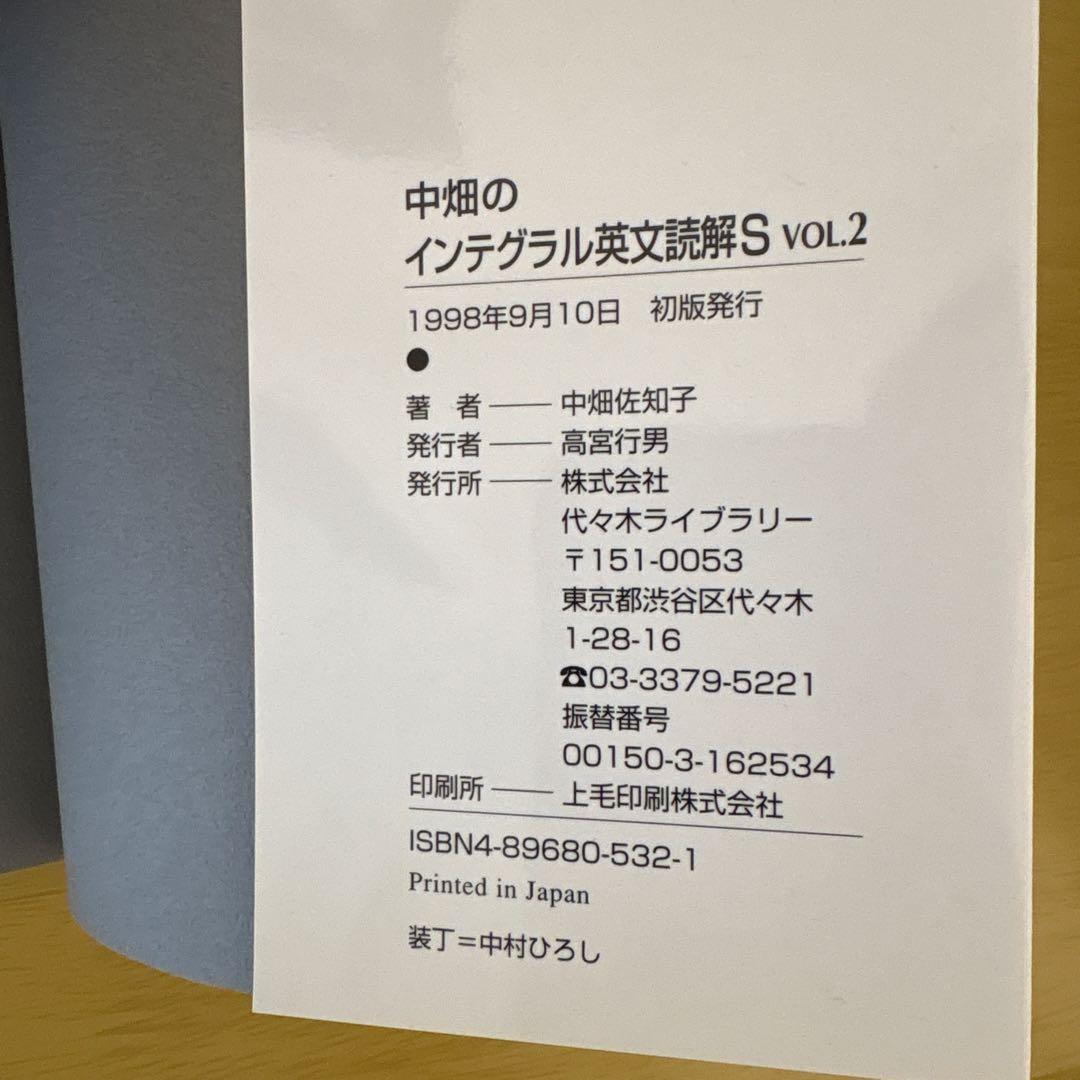 中畑の
インテグラル英文読解S VOL.2
1998年9月10日 初版発行
●
著 者――中畑佐知子
発行者――高宮行男
発行所――株式会社
代々木ライブラリー
〒151-0053
東京都渋谷区代々木
1-28-16
☎03-3379-5221
振替番号
00150-3-162534
印刷所――上毛印刷株式会社
ISBN4-89680-532-1
Printed in Japan
装丁=中村ひろし